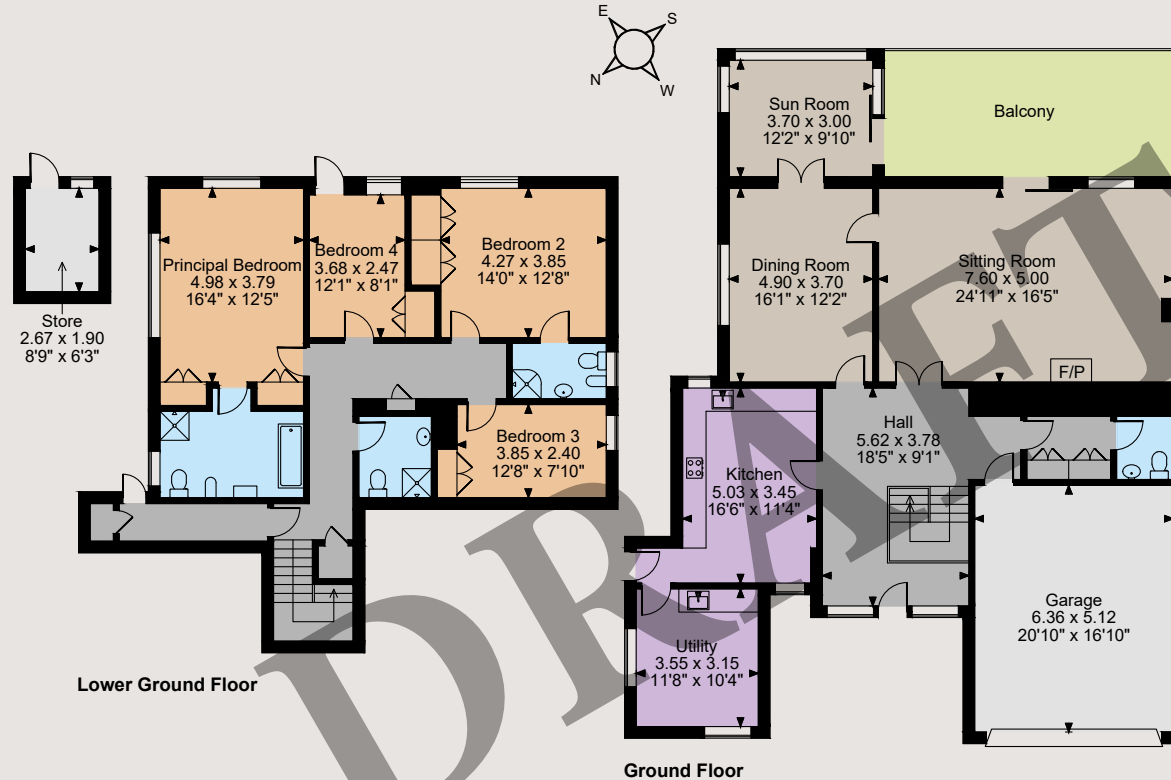 E
S
N
W
Store
2.67 x 1.90
8'9" x 6'3"
Principal Bedroom
4.98 x 3.79
16'4" x 12'5"
Bedroom 4
3.68 x 2.47
12'1" x 8'1"
Bedroom 2
4.27 x 3.85
14'0" x 12'8"
Bedroom 3
3.85 x 2.40
12'8" x 7'10"
Lower Ground Floor
Sun Room
3.70 x 3.00
12'2" x 9'10"
Balcony
Dining Room
4.90 x 3.70
16'1" x 12'2"
Sitting Room
7.60 x 5.00
24'11" x 16'5"
F/P
Hall
5.62 x 3.78
18'5" x 9'1"
Kitchen
5.03 x 3.45
16'6" x 11'4"
Utility
3.55 x 3.15
11'8" x 10'4"
Garage
6.36 x 5.12
20'10" x 16'10"
Ground Floor
DRAFT